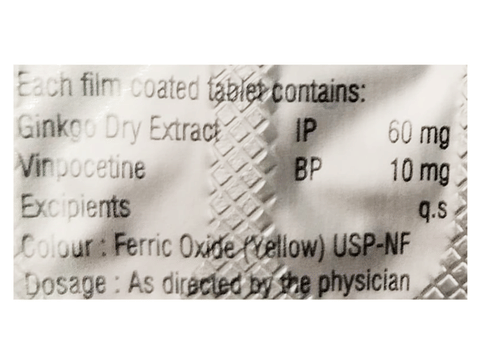 Each film coated tablet contains:
Ginkgo Dry Extract IP 60 mg
Vinpocetine BP 10 mg
Excipients q.s
Colour : Ferric Oxide (Yellow) USP-NF
Dosage : As directed by the physician